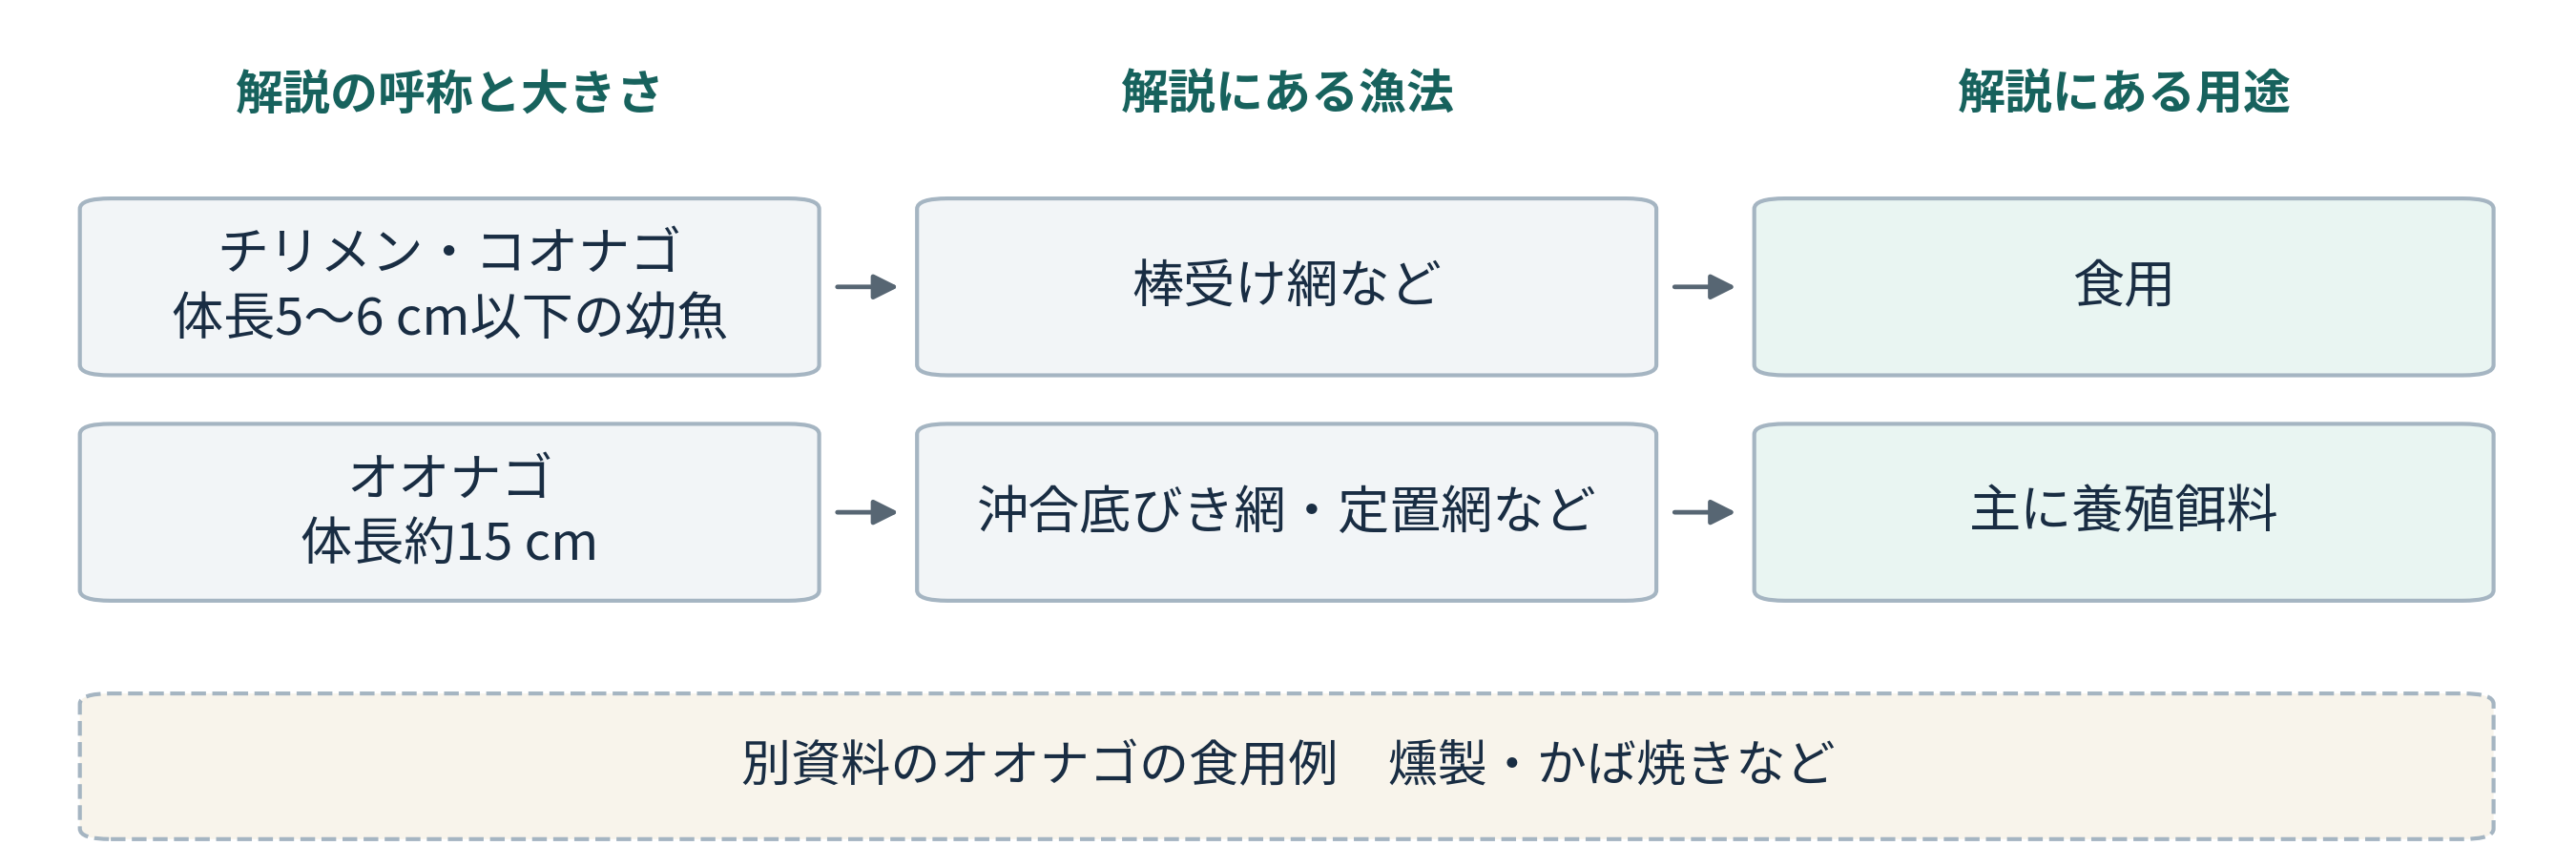 解説の呼称と大きさ
解説にある漁法
解説にある用途
チリメン・コオナゴ
体長5〜6 cm以下の幼魚
棒受け網など
食用
オオナゴ
体長約15 cm
沖合底びき網・定置網など
主に養殖餌料
別資料のオオナゴの食用例　燻製・かば焼きなど